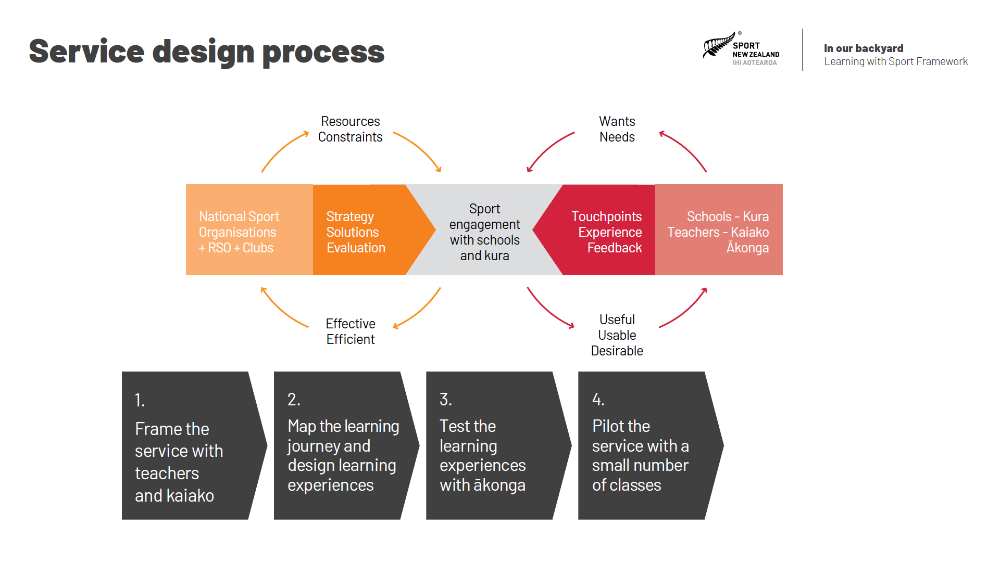 Service design process
SPORT
NEW ZEALAND
IHI AOTEAROA
TM
In our backyard
Learning with Sport Framework
Resources
Constraints
Wants
Needs
National Sport
Organisations
+ RSO + Clubs
Strategy
Solutions
Evaluation
Sport
engagement
with schools
and kura
Touchpoints
Experience
Feedback
Schools - Kura
Teachers - Kaiako
Ākonga
Effective
Efficient
Useful
Usable
Desirable
1.
Frame the
service with
teachers
and kaiako
2.
Map the learning
journey and
design learning
experiences
3.
Test the
learning
experiences
with ākonga
4.
Pilot the
service with a
small number
of classes